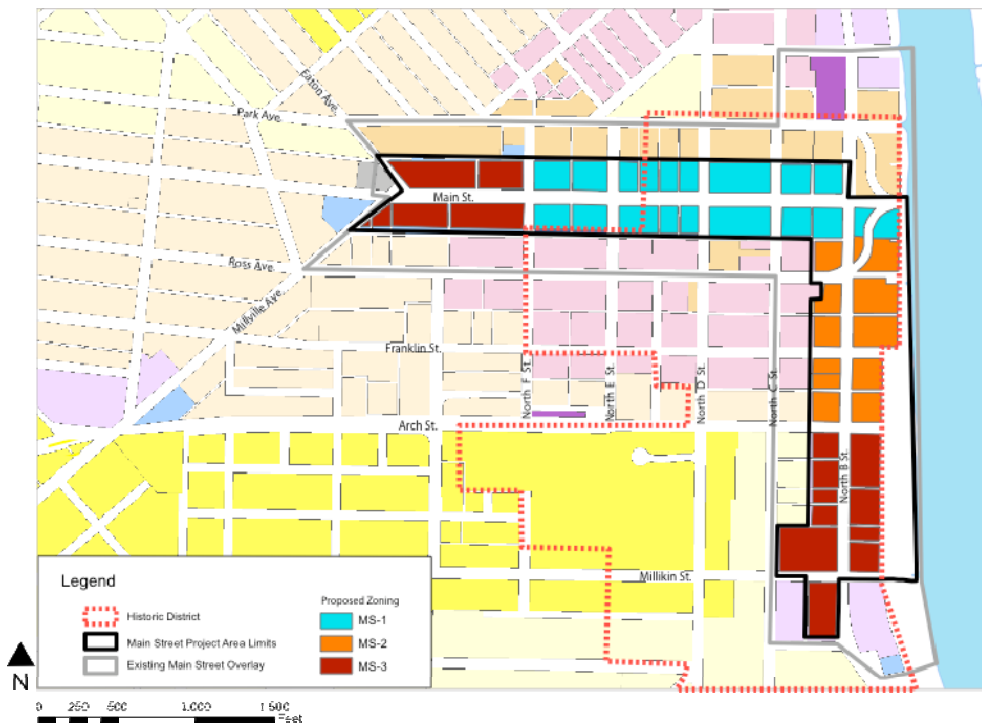 Eaton Ave.
Park Ave.
Main St.
Ross Ave.
Millville Ave.
Franklin St.
North F St.
North E St.
North D St.
North C St.
Arch St.
North B St.
Millikin St.
Legend
Historic District
Main Street Project Area Limits
Existing Main Street Overlay
Proposed Zoning
MS-1
MS-2
MS-3
N
0 250 500 1,000 1,500
Feet